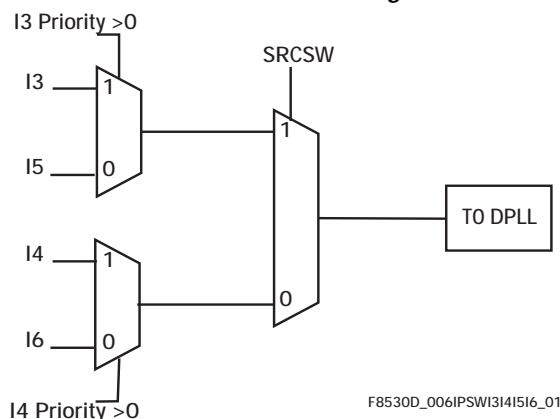 I3 Priority >0
SRCSW
I3
1
1
I5
0
T0 DPLL
I4
1
0
I6
0
I4 Priority >0
F8530D_006IPSWI3I4I5I6_01